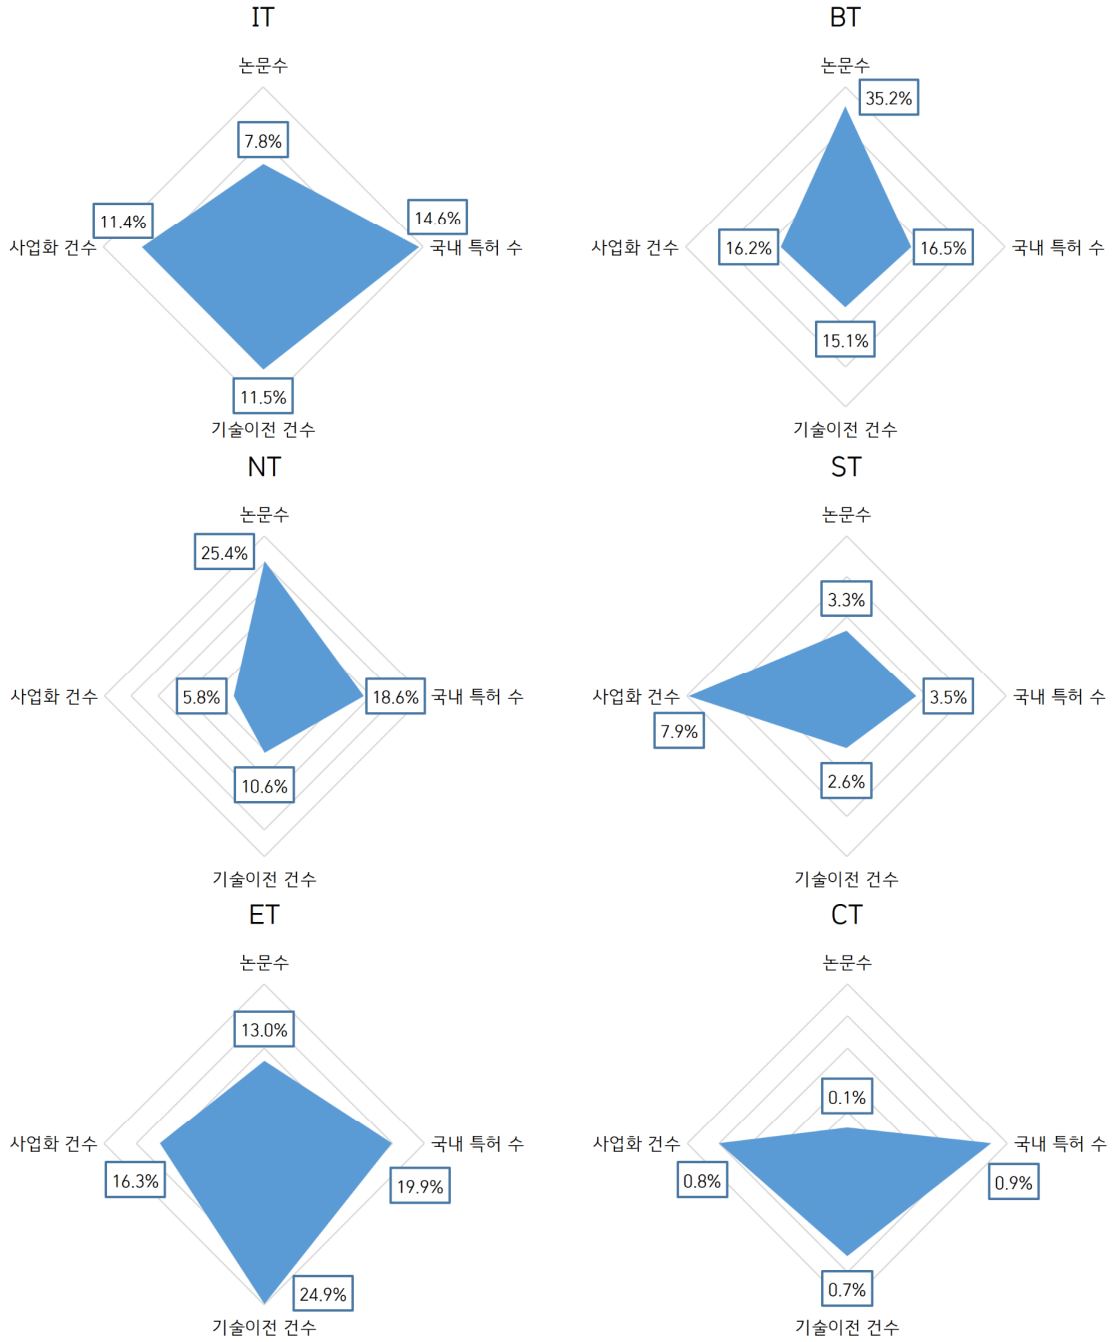 IT
논문수
7.8%
11.4%
14.6%
사업화 건수
국내 특허 수
11.5%
기술이전 건수
BT
논문수
35.2%
사업화 건수
16.2%
16.5%
국내 특허 수
15.1%
기술이전 건수
NT
논문수
25.4%
사업화 건수
5.8%
18.6%
국내 특허 수
10.6%
기술이전 건수
ST
논문수
3.3%
사업화 건수
3.5%
국내 특허 수
7.9%
2.6%
기술이전 건수
ET
논문수
13.0%
사업화 건수
국내 특허 수
16.3%
19.9%
24.9%
기술이전 건수
CT
논문수
0.1%
사업화 건수
국내 특허 수
0.8%
0.9%
0.7%
기술이전 건수